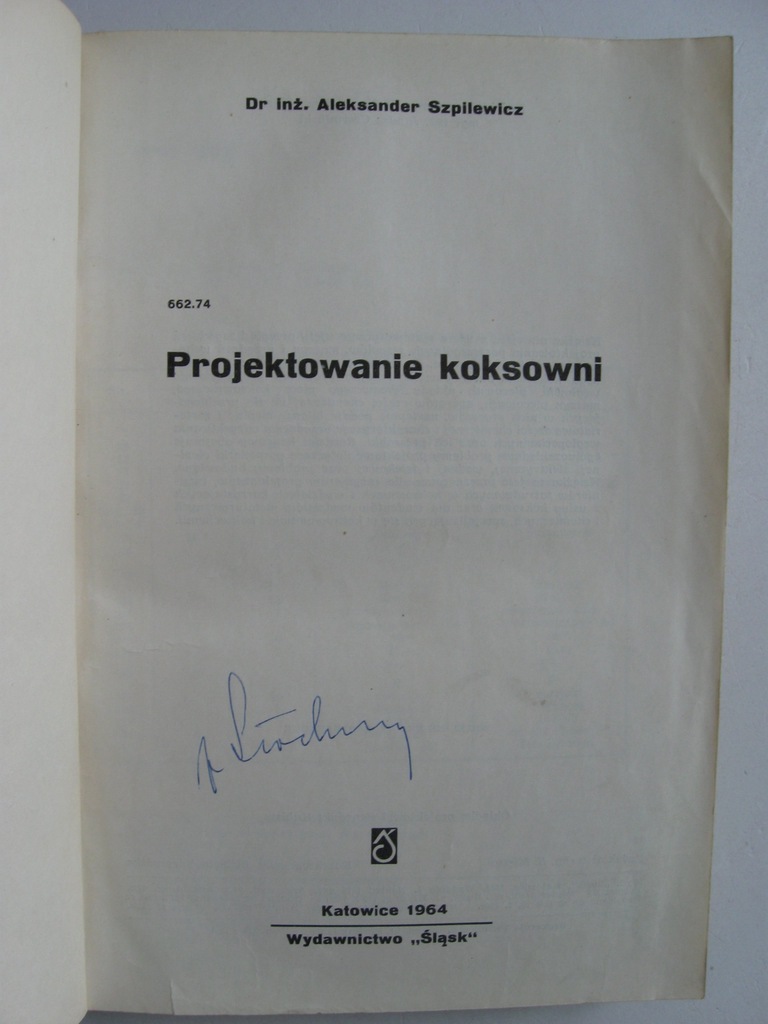 Dr inż. Aleksander Szpilewicz
662.74
Projektowanie koksowni
Katowice 1964
Wydawnictwo „Śląsk"